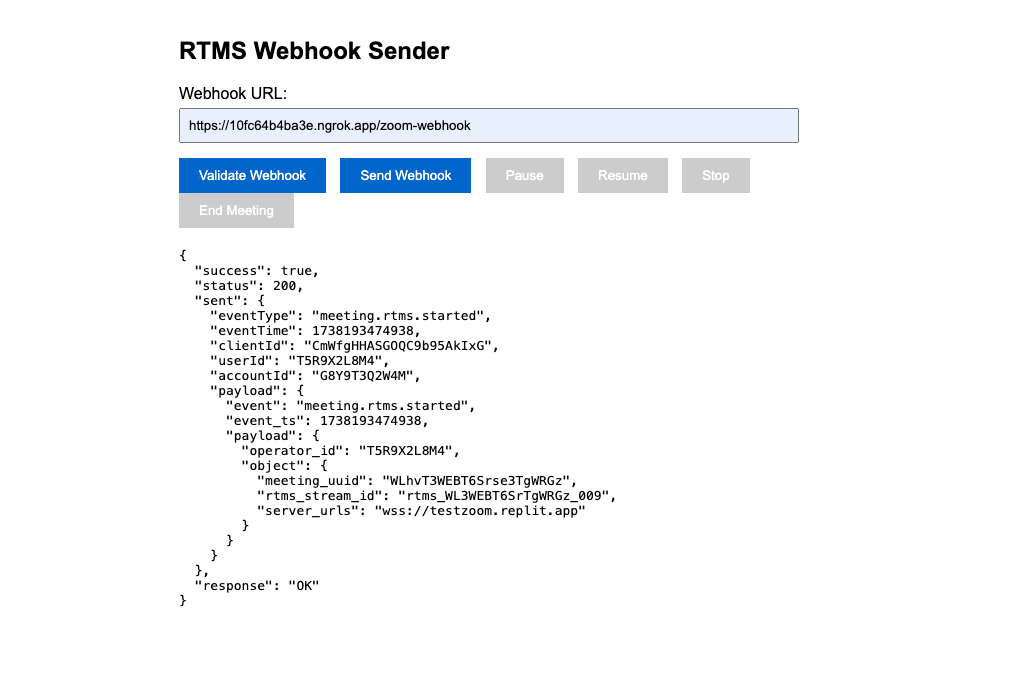 RTMS Webhook Sender
Webhook URL:
https://10fc64b4ba3e.ngrok.app/zoom-webhook
Validate Webhook Send Webhook Pause Resume Stop
End Meeting
{
  "success": true,
  "status": 200,
  "sent": {
    "eventType": "meeting.rtms.started",
    "eventTime": 1738193474938,
    "clientId": "CmWfgHHASGOQC9b95AkIxG",
    "userId": "T5R9X2L8M4",
    "accountId": "G8Y9T3Q2W4M",
    "payload": {
      "event": "meeting.rtms.started",
      "event_ts": 1738193474938,
      "payload": {
        "operator_id": "T5R9X2L8M4",
        "object": {
          "meeting_uuid": "WLhvT3WEBT6Srse3TgWRGz",
          "rtms_stream_id": "rtms_WL3WEBT6SrTgWRGz_009",
          "server_urls": "wss://testzoom.replit.app"
        }
      }
    }
  },
  "response": "OK"
}